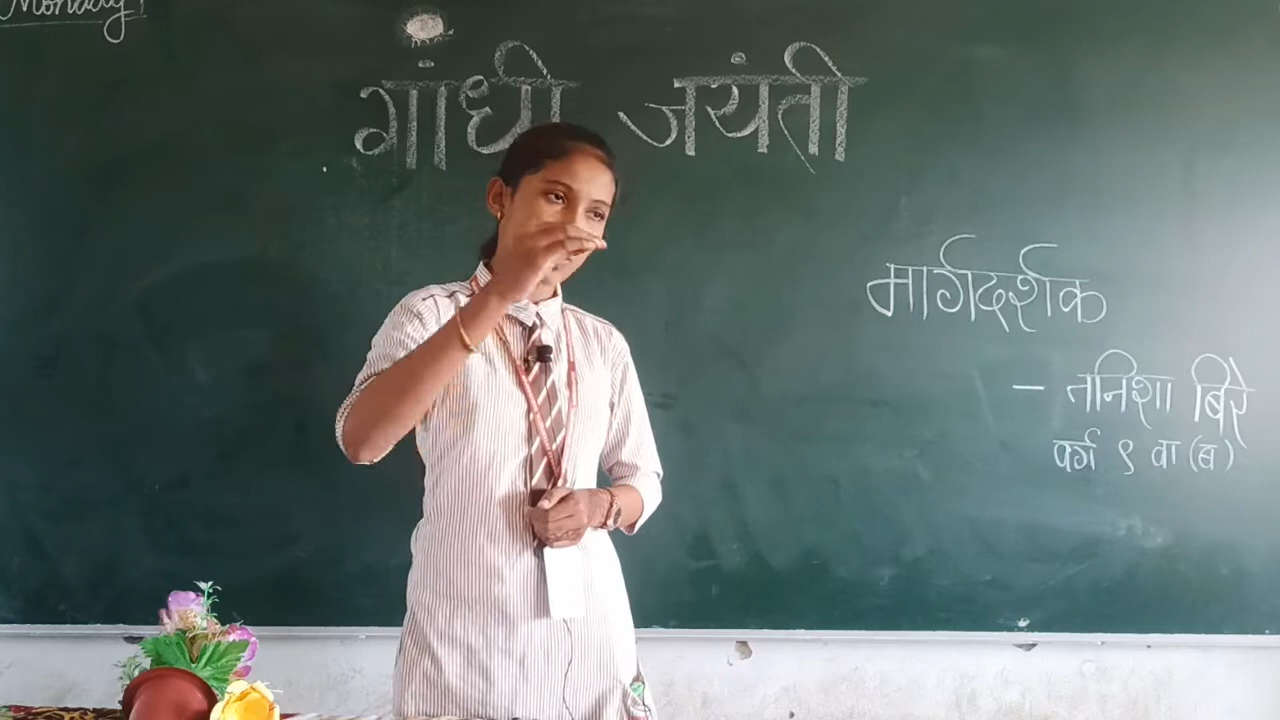 Monday!
गांधी जयंती
मार्गदर्शक
- तनिशा बिरे
वर्ग ९ वा (ब)